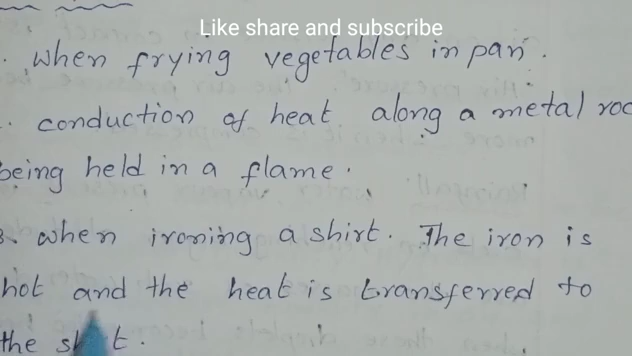 Like share and subscribe
. when frying vegetables in pan.
. conduction of heat along a metal
being held in a flame.
3. when ironing a shirt. The iron is
hot and the heat is transferred to
the